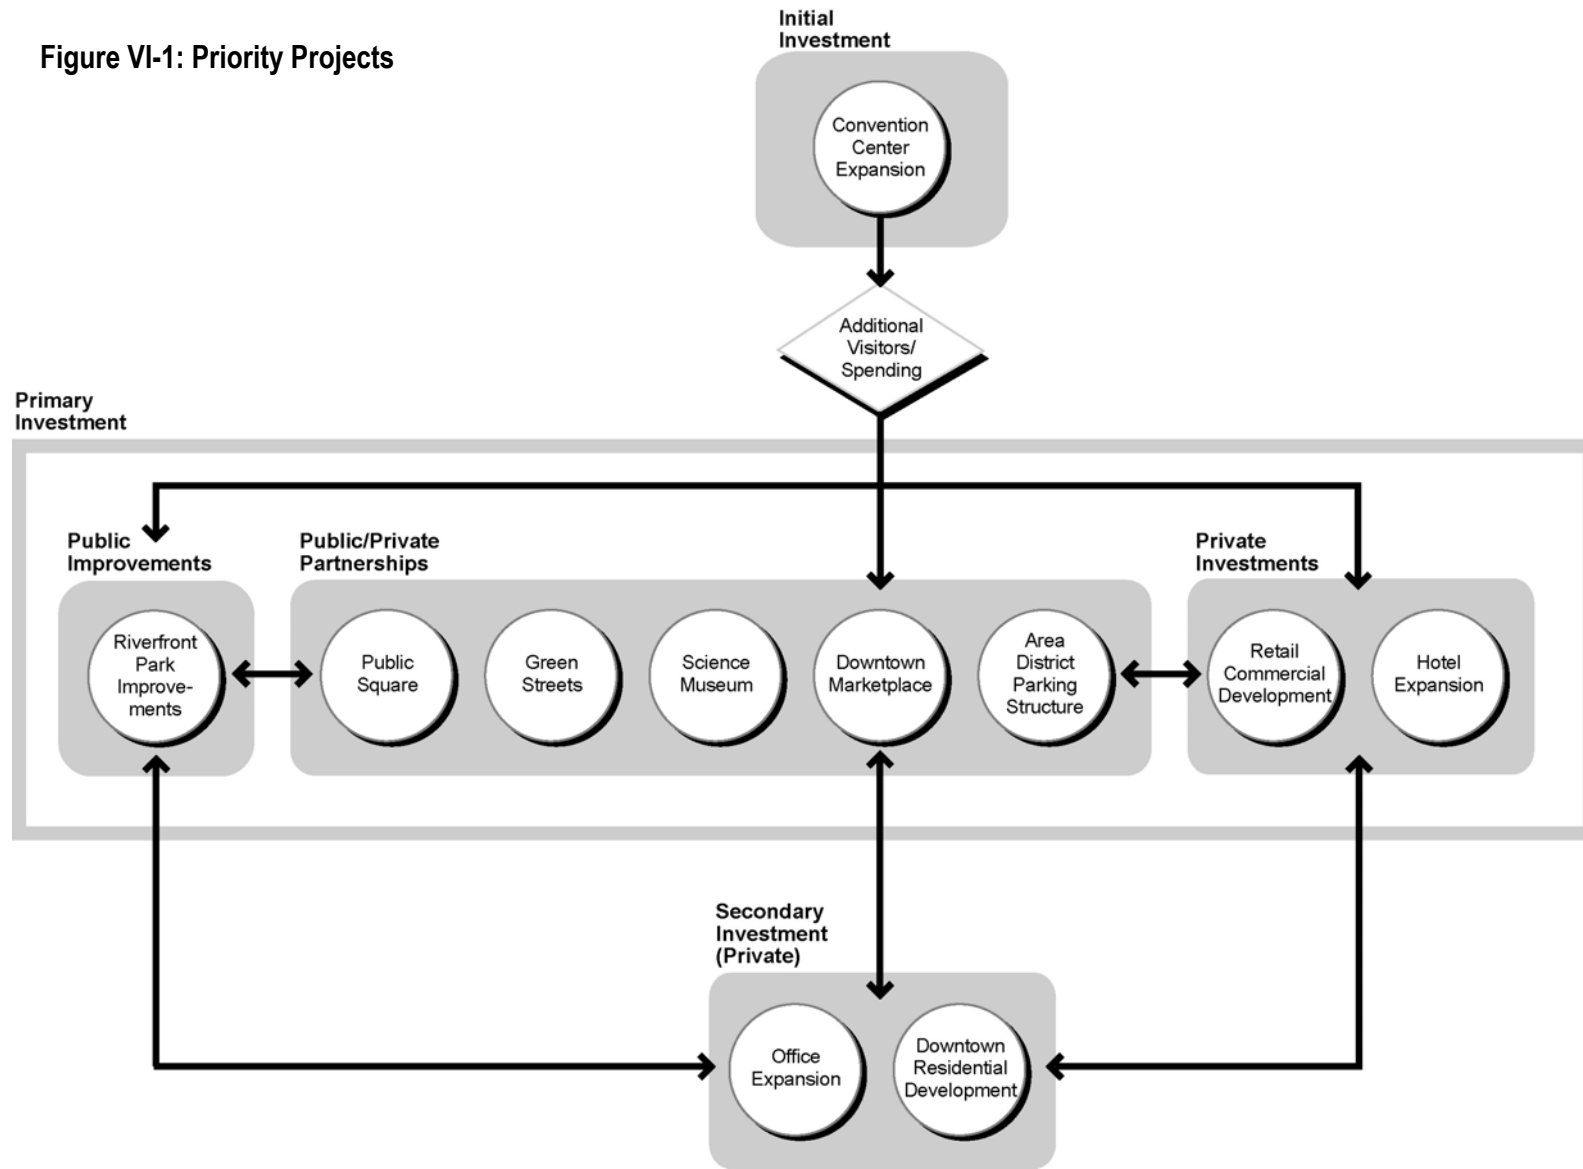 Figure VI-1: Priority Projects
Initial
Investment
Convention
Center
Expansion
Additional
Visitors/
Spending
Primary
Investment
Public
Improvements
Riverfront
Park
Improve-
ments
Public/Private
Partnerships
Public
Square
Green
Streets
Science
Museum
Downtown
Marketplace
Area
District
Parking
Structure
Private
Investments
Retail
Commercial
Development
Hotel
Expansion
Secondary
Investment
(Private)
Office
Expansion
Downtown
Residential
Development